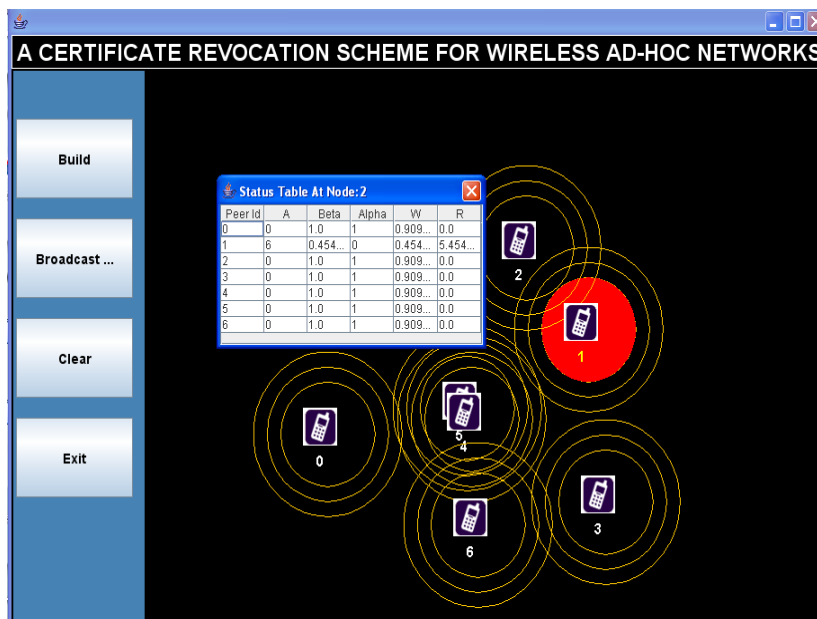 A CERTIFICATE REVOCATION SCHEME FOR WIRELESS AD-HOC NETWORKS
Build
Broadcast ...
Clear
Exit
Status Table At Node:2
Peer Id A Beta Alpha W R
0 0 1.0 1 0.909... 0.0
1 6 0.454... 0 0.454... 5.454...
2 0 1.0 1 0.909... 0.0
3 0 1.0 1 0.909... 0.0
4 0 1.0 1 0.909... 0.0
5 0 1.0 1 0.909... 0.0
6 0 1.0 1 0.909... 0.0
2
1
0
5
4
3
6